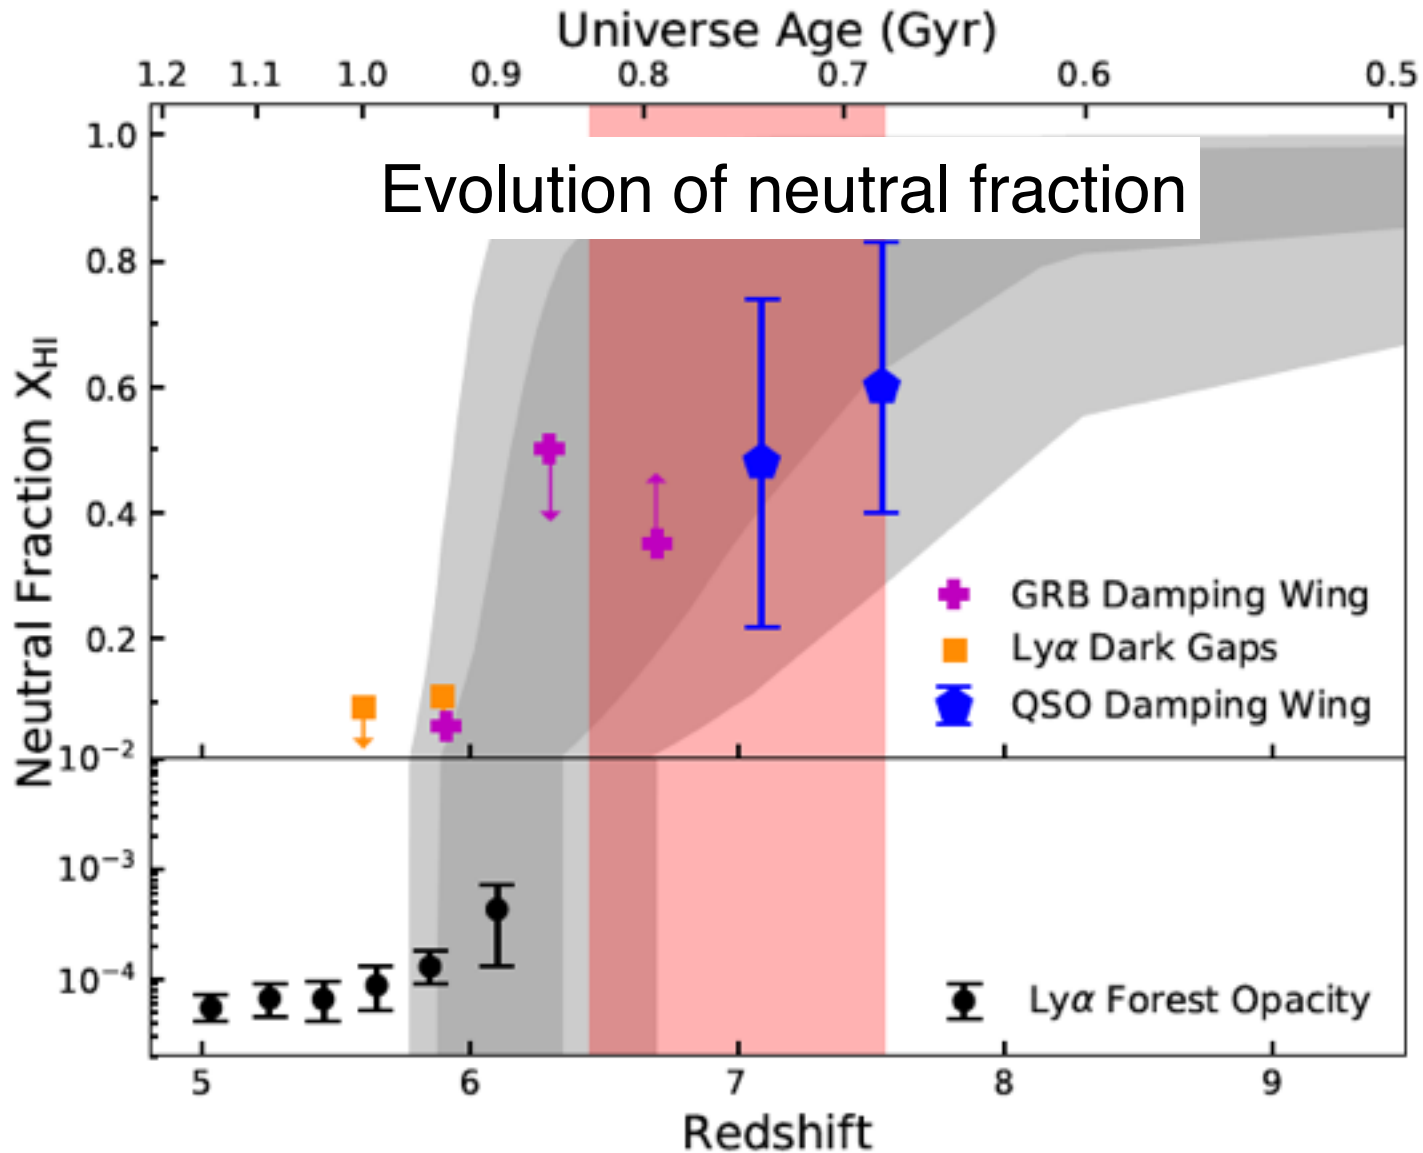 Universe Age (Gyr)
1.2 1.1 1.0 0.9 0.8 0.7 0.6 0.5
Evolution of neutral fraction
Neutral Fraction X_HI
1.0
0.8
0.6
0.4
0.2
10⁻²
10⁻³
10⁻⁴
GRB Damping Wing
Lyα Dark Gaps
QSO Damping Wing
Lyα Forest Opacity
5 6 7 8 9
Redshift